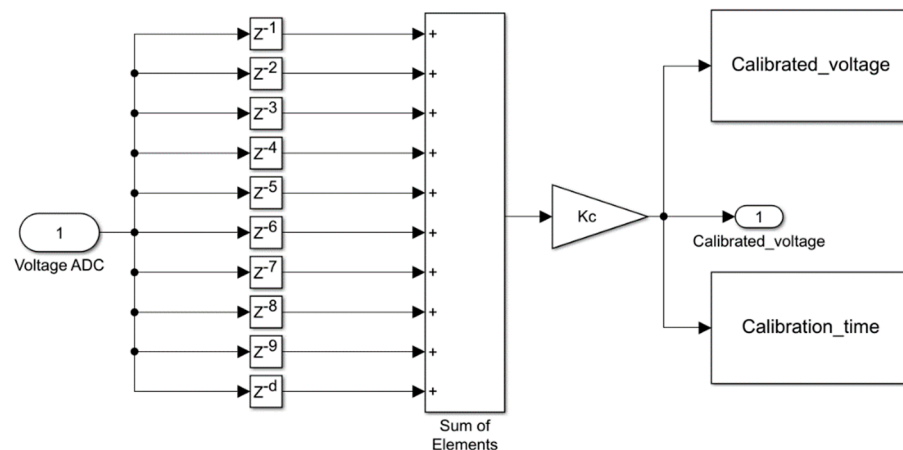 Z-1
Z-2
Z-3
Z-4
Z-5
Z-6
Z-7
Z-8
Z-9
Z-d
1
Voltage ADC
+
+
+
+
+
+
+
+
+
+
Sum of
Elements
Kc
Calibrated_voltage
1
Calibrated_voltage
Calibration_time